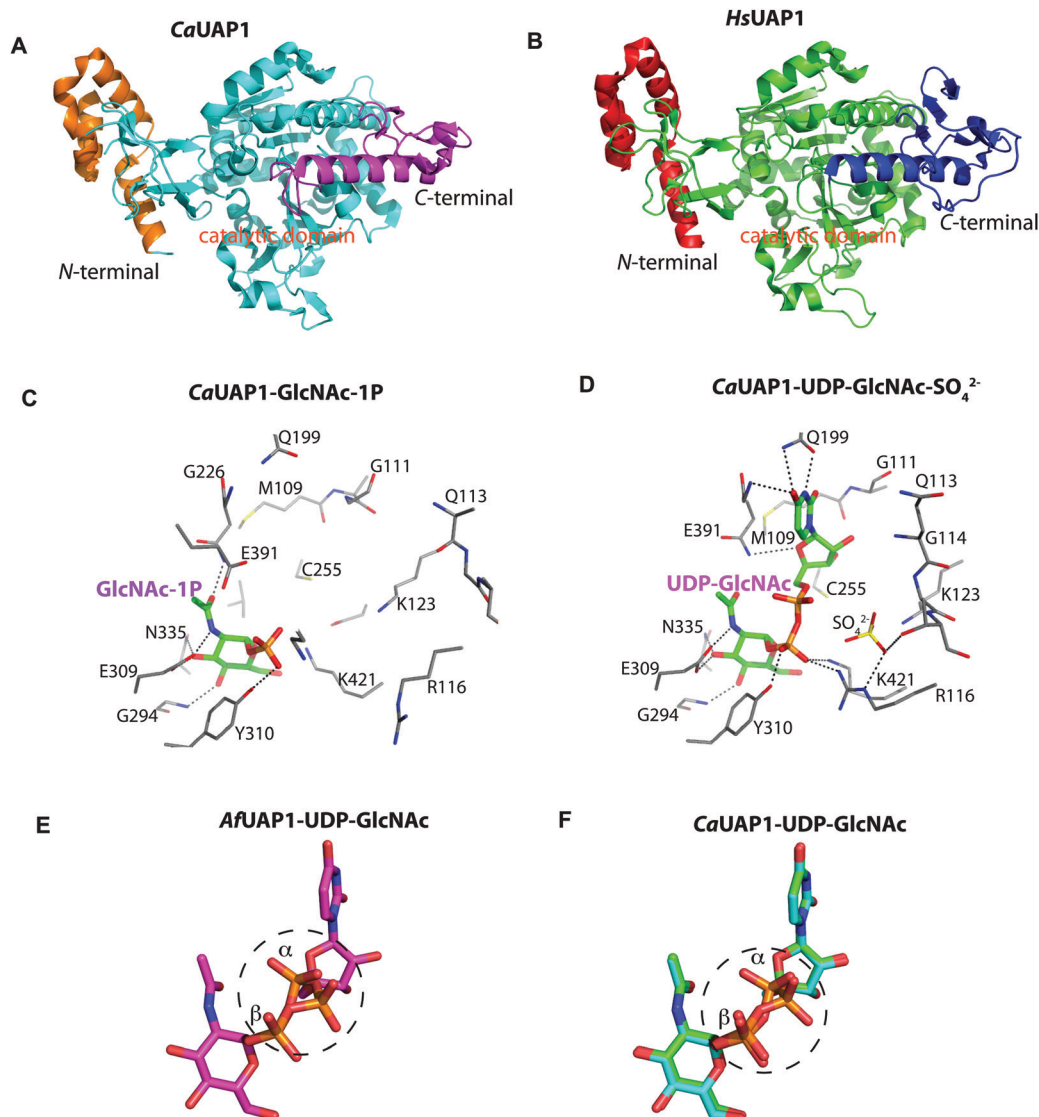 A
CaUAP1
C-terminal
catalytic domain
N-terminal
B
HsUAP1
C-terminal
catalytic domain
N-terminal
C
CaUAP1-GlcNAc-1P
Q199
G226
G111
M109
Q113
E391
C255
GlcNAc-1P
K123
N335
E309
K421
R116
G294
Y310
D
CaUAP1-UDP-GlcNAc-SO₄²⁻
Q199
G111
Q113
E391
M109
G114
C255
UDP-GlcNAc
K123
SO₄²⁻
N335
E309
K421
R116
G294
Y310
E
AfUAP1-UDP-GlcNAc
α
β
F
CaUAP1-UDP-GlcNAc
α
β